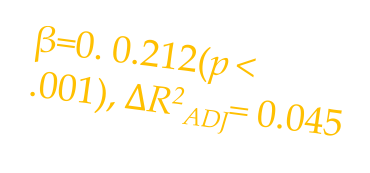 β=0. 0.212(p <
.001), ΔR²ADJ= 0.045